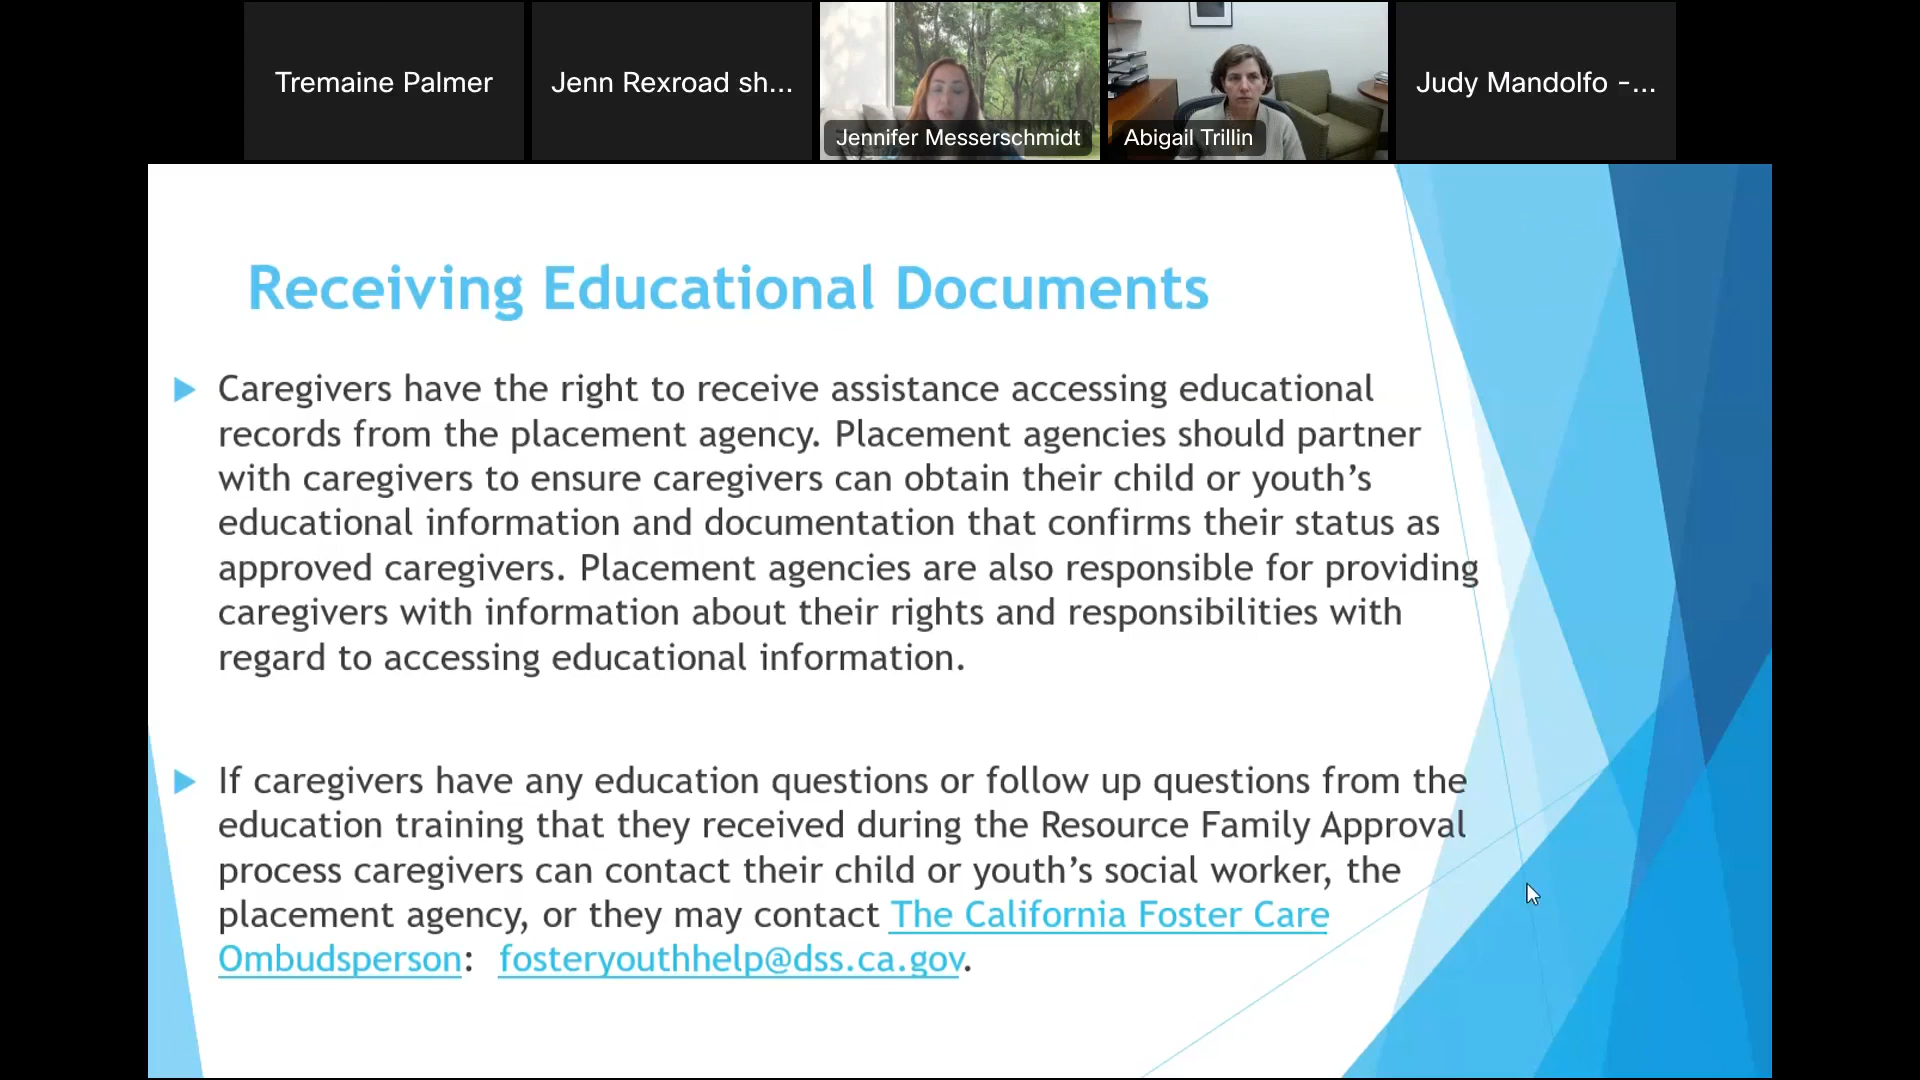 Tremaine Palmer
Jenn Rexroad sh...
Jennifer Messerschmidt
Abigail Trillin
Judy Mandolfo -...
Receiving Educational Documents
Caregivers have the right to receive assistance accessing educational
records from the placement agency. Placement agencies should partner
with caregivers to ensure caregivers can obtain their child or youth’s
educational information and documentation that confirms their status as
approved caregivers. Placement agencies are also responsible for providing
caregivers with information about their rights and responsibilities with
regard to accessing educational information.
If caregivers have any education questions or follow up questions from the
education training that they received during the Resource Family Approval
process caregivers can contact their child or youth’s social worker, the
placement agency, or they may contact The California Foster Care
Ombudsperson: fosteryouthhelp@dss.ca.gov.